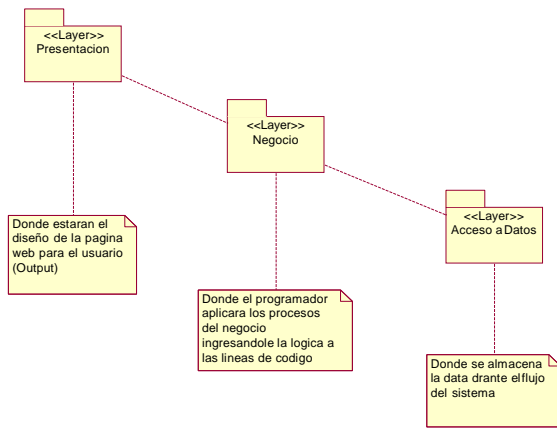 <<Layer>>
Presentacion
<<Layer>>
Negocio
<<Layer>>
Acceso a Datos
Donde estaran el
diseño de la pagina
web para el usuario
(Output)
Donde el programador
aplicara los procesos
del negocio
ingresandole la logica a
las lineas de codigo
Donde se almacena
la data drante elflujo
del sistema